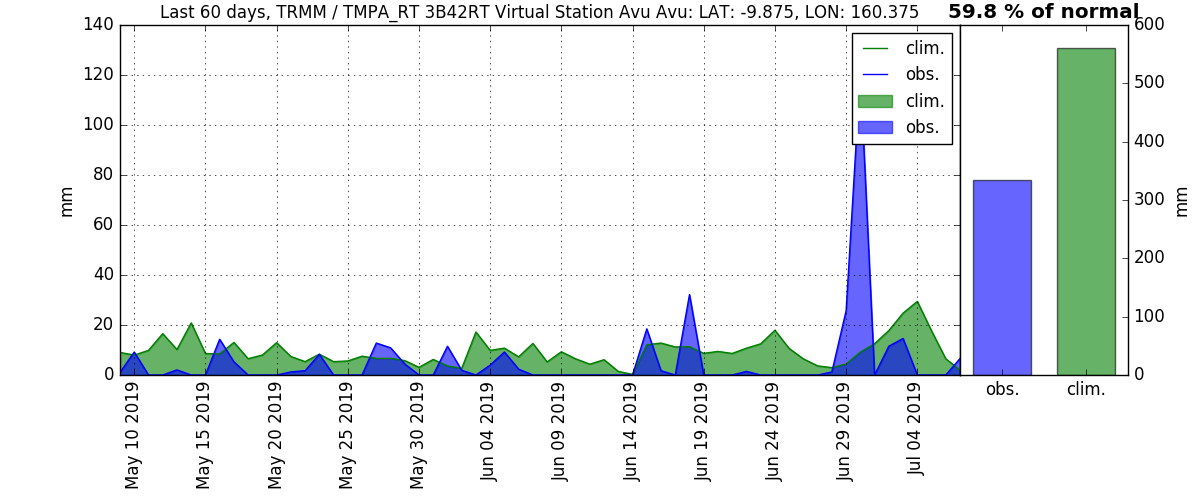 Last 60 days, TRMM / TMPA_RT 3B42RT Virtual Station Avu Avu: LAT: -9.875, LON: 160.375
59.8 % of normal
140
120
100
80
60
40
20
0
mm
clim.
obs.
clim.
obs.
600
500
400
300
200
100
0
mm
May 10 2019
May 15 2019
May 20 2019
May 25 2019
May 30 2019
Jun 04 2019
Jun 09 2019
Jun 14 2019
Jun 19 2019
Jun 24 2019
Jun 29 2019
Jul 04 2019
obs.
clim.